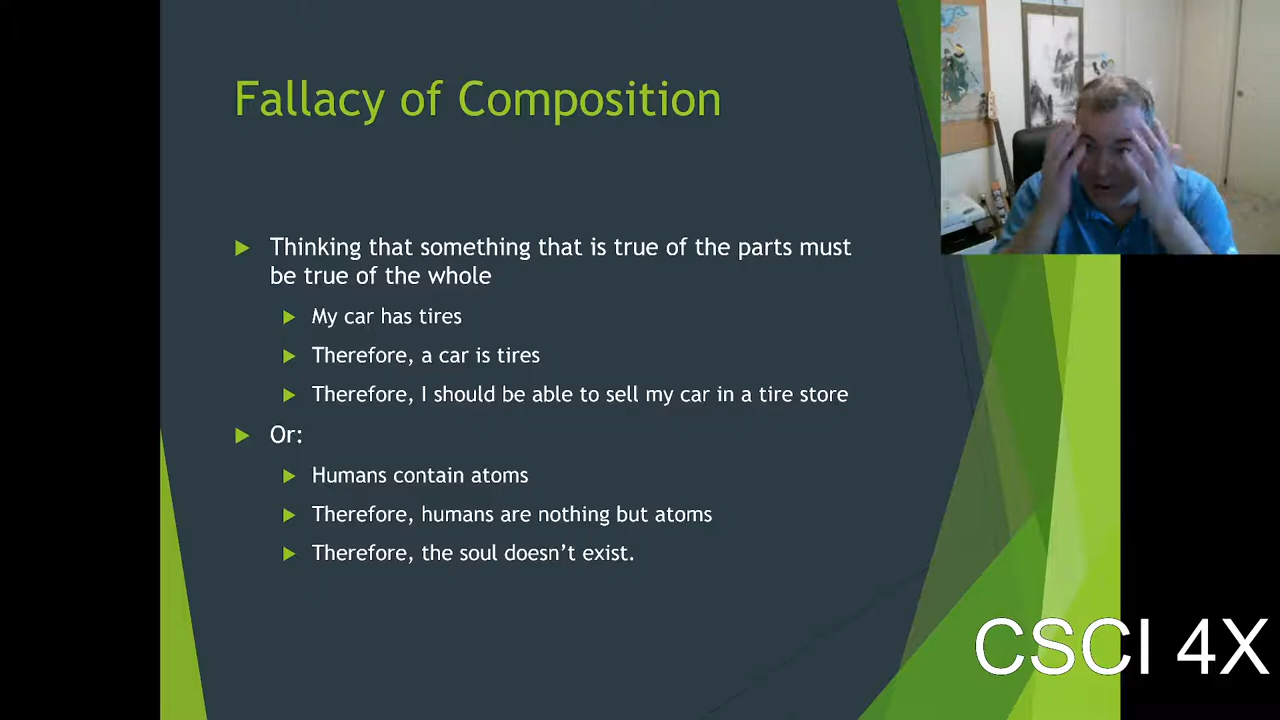 Fallacy of Composition
Thinking that something that is true of the parts must
be true of the whole
My car has tires
Therefore, a car is tires
Therefore, I should be able to sell my car in a tire store
Or:
Humans contain atoms
Therefore, humans are nothing but atoms
Therefore, the soul doesn’t exist.
CSCI 4X